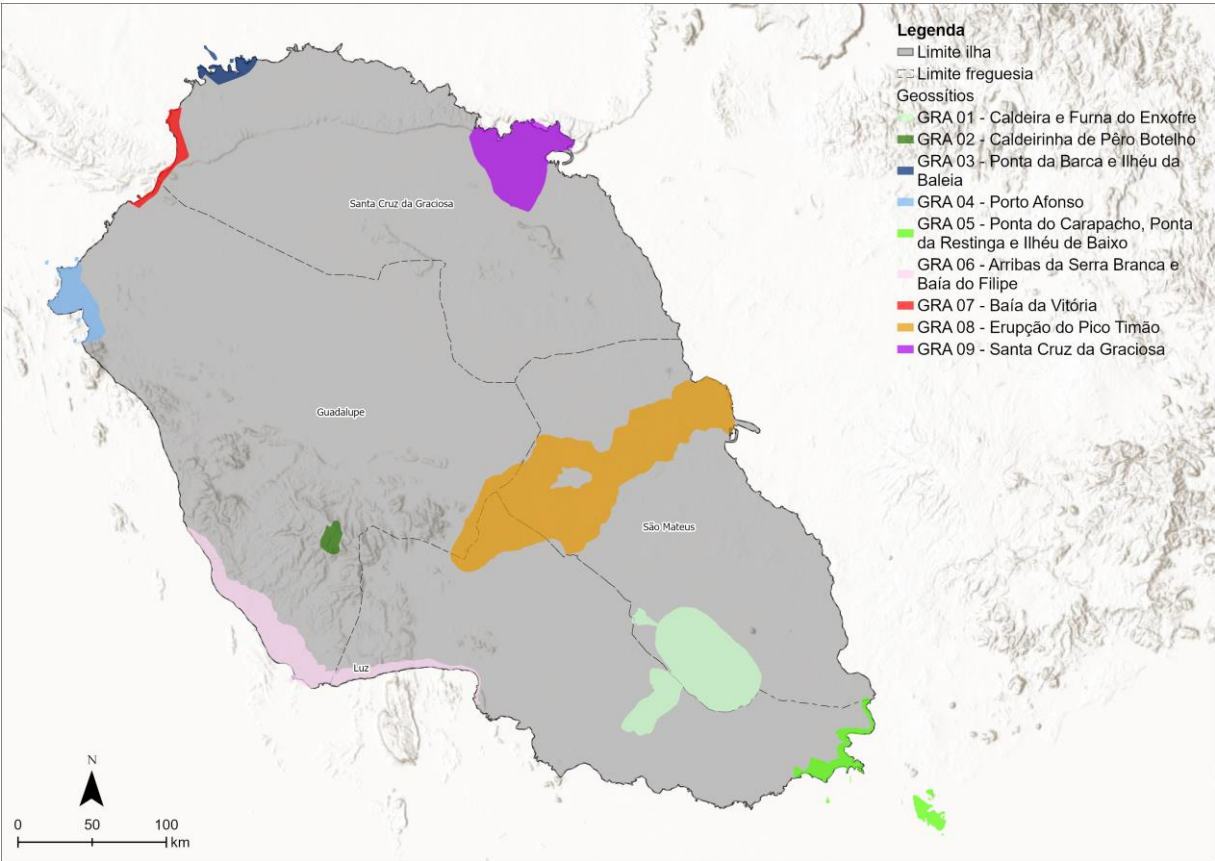 Legenda
Limite ilha
Limite freguesia
Geossítios
GRA 01 - Caldeira e Furna do Enxofre
GRA 02 - Caldeirinha de Pêro Botelho
GRA 03 - Ponta da Barca e Ilhéu da
Baleia
GRA 04 - Porto Afonso
GRA 05 - Ponta do Carapacho, Ponta
da Restinga e Ilhéu de Baixo
GRA 06 - Arribas da Serra Branca e
Baía do Filipe
GRA 07 - Baía da Vitória
GRA 08 - Erupção do Pico Timão
GRA 09 - Santa Cruz da Graciosa
Santa Cruz da Graciosa
Guadalupe
São Mateus
Luz
N
0 50 100
km